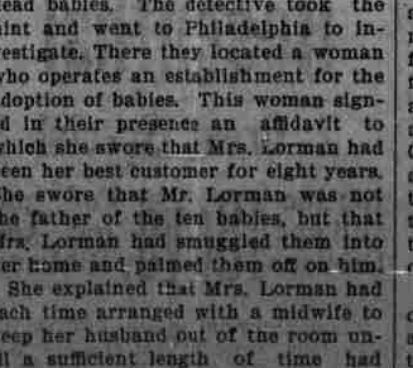 lead babies. The detective took the
aint and went to Philadelphia to in-
vestigate. There they located a woman
who operates an establishment for the
doption of babies. This woman sign-
d in their presence an affidavit to
which she swore that Mrs. Lorman had
een her best customer for eight years.
She swore that Mr. Lorman was not
he father of the ten babies, but that
Mrs. Lorman had smuggled them into
er home and palmed them off on him.
She explained that Mrs. Lorman had
ach time arranged with a midwife to
eep her husband out of the room un-
il a sufficient length of time had